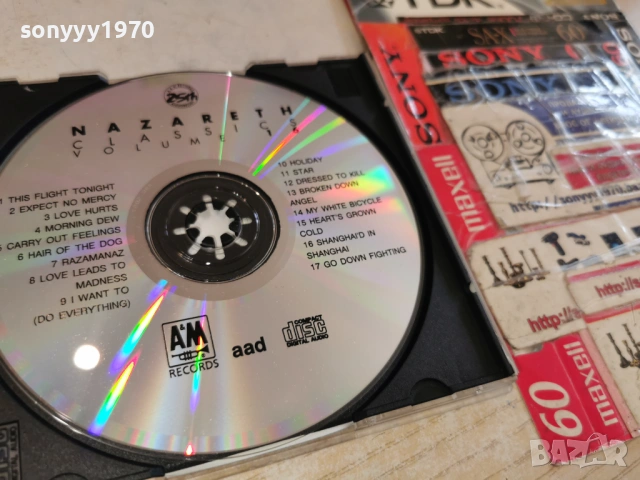 sonyyy1970
NAZARETH
CLASSICS
VOLUME 1
1 THIS FLIGHT TONIGHT
2 EXPECT NO MERCY
3 LOVE HURTS
4 MORNING DEW
5 CARRY OUT FEELINGS
6 HAIR OF THE DOG
7 RAZAMANAZ
8 LOVE LEADS TO
MADNESS
9 I WANT TO
(DO EVERYTHING)
10 HOLIDAY
11 STAR
12 DRESSED TO KILL
13 BROKEN DOWN
ANGEL
14 MY WHITE BICYCLE
15 HEART'S GROWN
COLD
16 SHANGHAI'D IN
SHANGHAI
17 GO DOWN FIGHTING
A&M
RECORDS
aad
COMPACT
disc
DIGITAL AUDIO
TDK
TDK
SA-X
60
SONY
SONY
SONY
maxell
http://
http://
60
maxell
BAZAR
bg